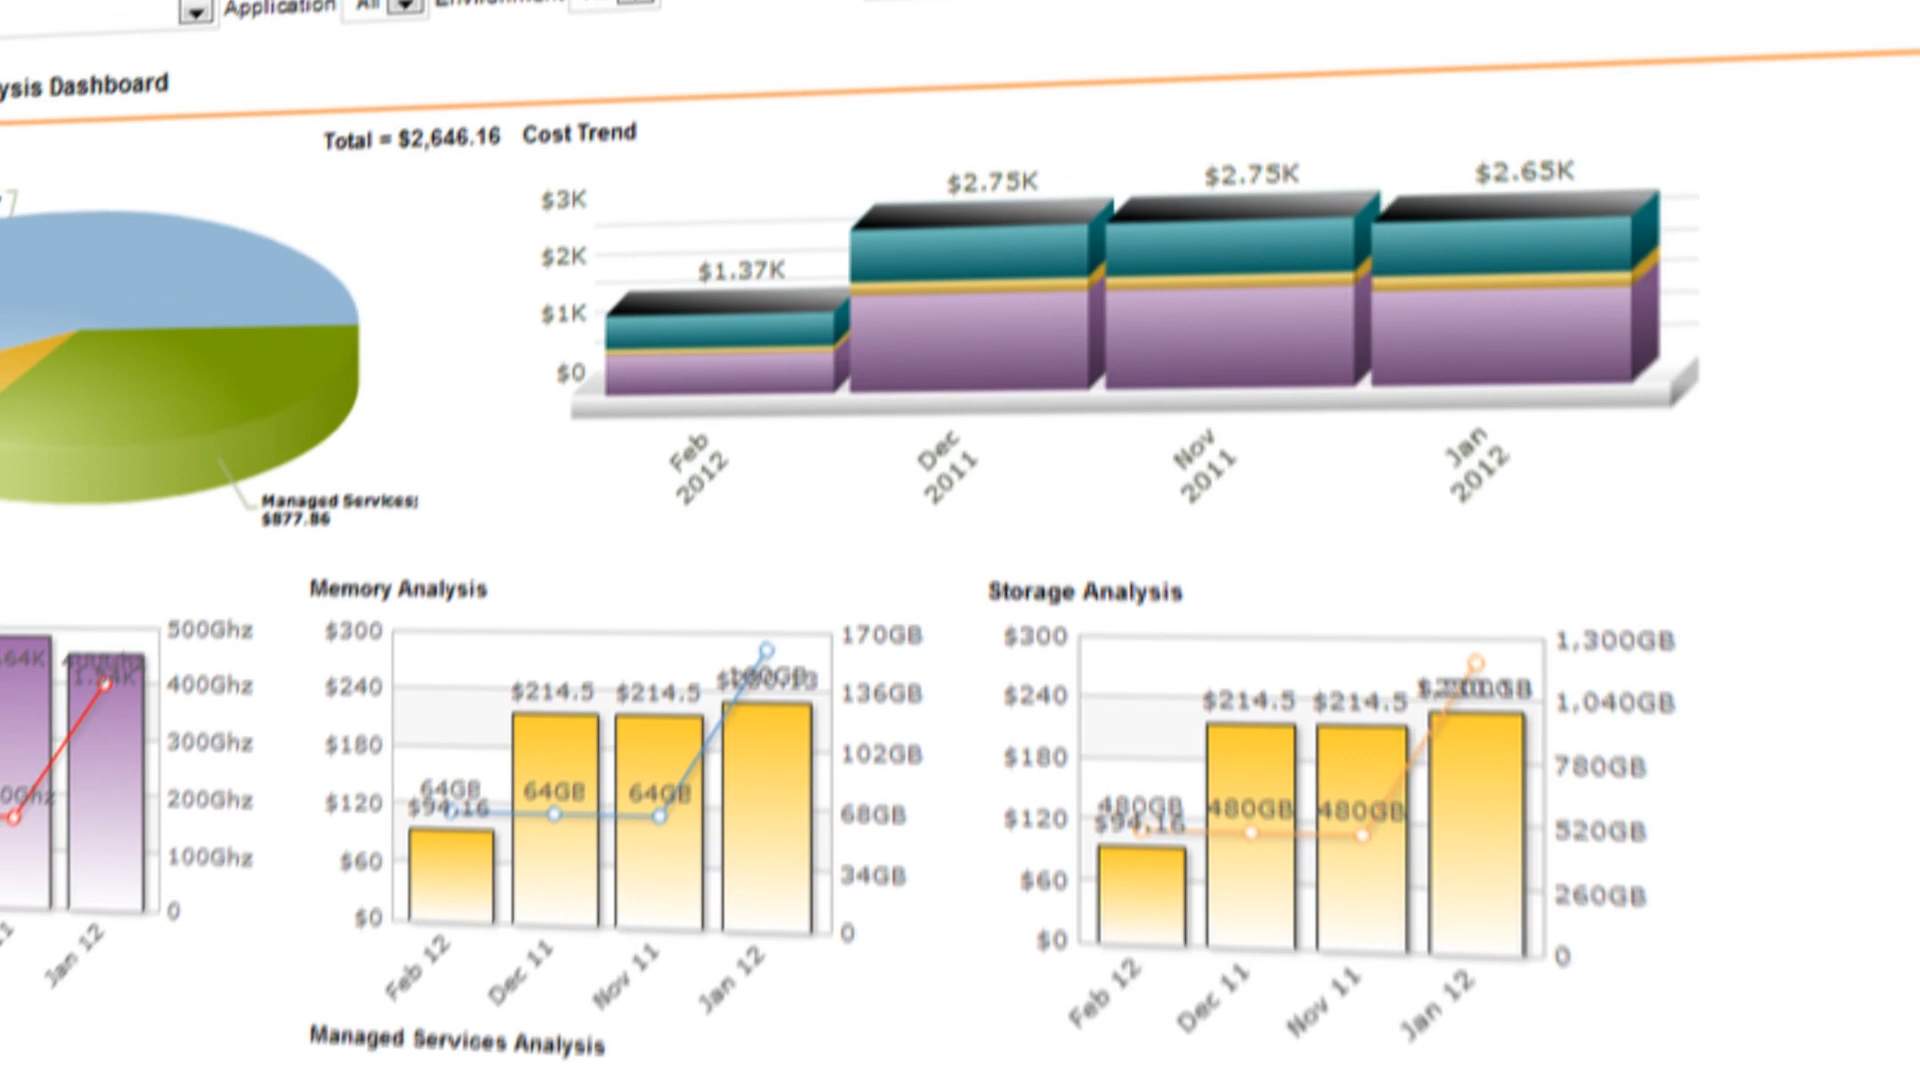 Application All
ysis Dashboard
Total = $2,646.16 Cost Trend
$3K
$2K
$1K
$0
$1.37K
$2.75K
$2.75K
$2.65K
Feb 2012
Dec 2011
Nov 2011
Jan 2012
Managed Services;
$877.86
500Ghz
400Ghz
300Ghz
200Ghz
100Ghz
0
.64K
0Ghz
11
Jan 12
Memory Analysis
$300
$240
$180
$120
$60
$0
170GB
136GB
102GB
68GB
34GB
0
$214.5
$214.5
64GB
$94.16
64GB
64GB
Feb 12
Dec 11
Nov 11
Jan 12
Storage Analysis
$300
$240
$180
$120
$60
$0
1,300GB
1,040GB
780GB
520GB
260GB
0
$214.5
$214.5
480GB
$94.16
480GB
480GB
Feb 12
Dec 11
Nov 11
Jan 12
Managed Services Analysis